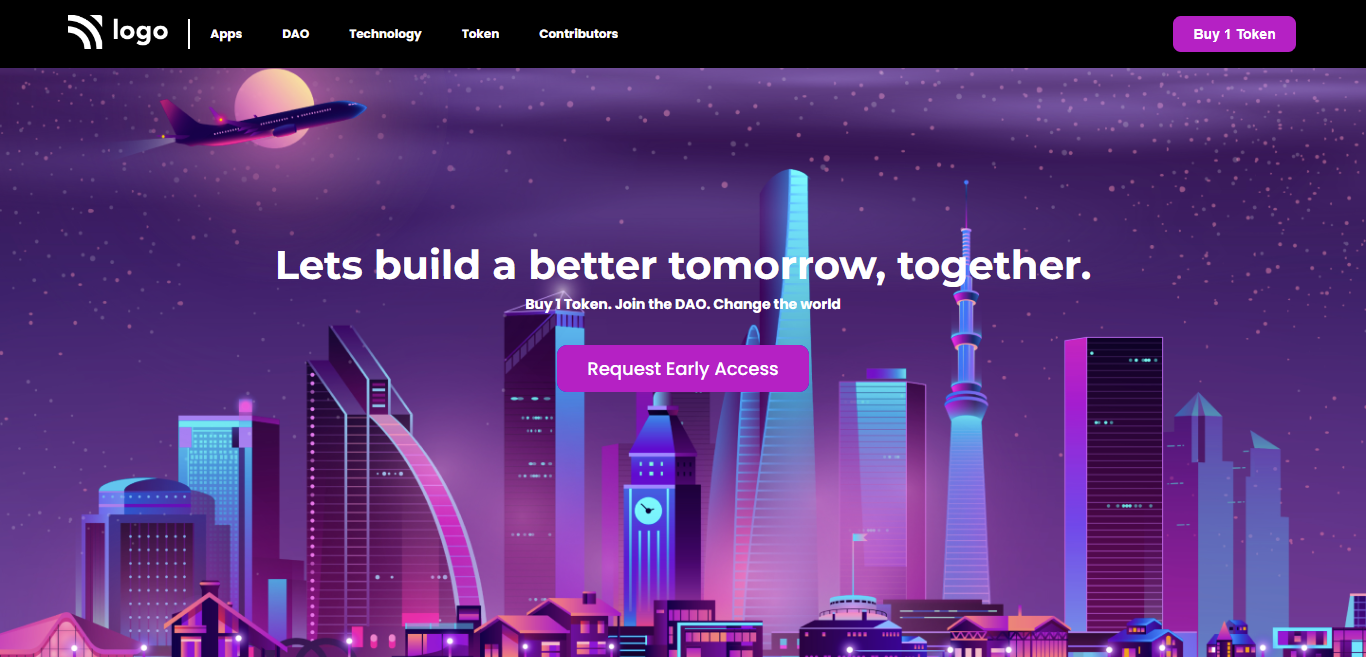 logo
Apps
DAO
Technology
Token
Contributors
Buy 1 Token
Lets build a better tomorrow, together.
Buy 1 Token. Join the DAO. Change the world
Request Early Access